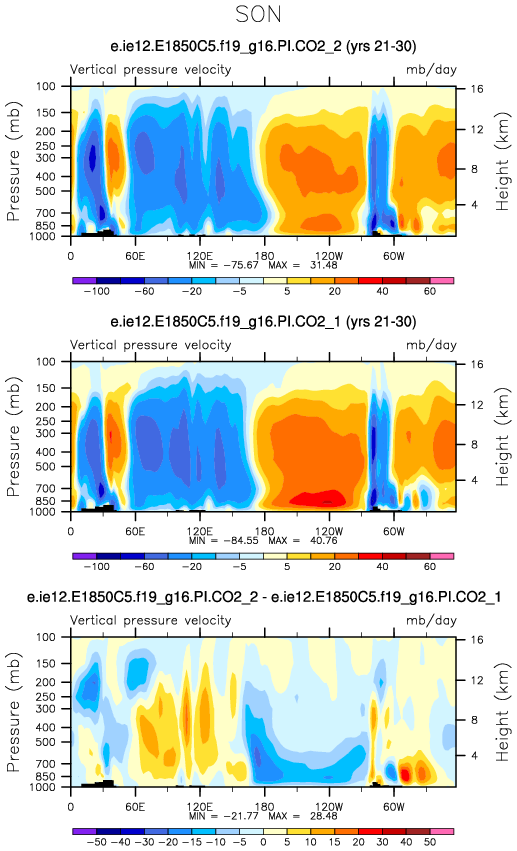 SON
e.ie12.E1850C5.f19_g16.PI.CO2_2 (yrs 21-30)
Vertical pressure velocity mb/day
Pressure (mb)
Height (km)
100
150
200
250
300
400
500
700
850
1000
16
12
8
4
0 60E 120E 180 120W 60W
MIN = -75.67 MAX = 31.48
-100 -60 -20 -5 5 20 30 40 60
e.ie12.E1850C5.f19_g16.PI.CO2_1 (yrs 21-30)
Vertical pressure velocity mb/day
Pressure (mb)
Height (km)
100
150
200
250
300
400
500
700
850
1000
16
12
8
4
0 60E 120E 180 120W 60W
MIN = -84.55 MAX = 40.76
-100 -60 -20 -5 5 20 30 40 60
e.ie12.E1850C5.f19_g16.PI.CO2_2 - e.ie12.E1850C5.f19_g16.PI.CO2_1
Vertical pressure velocity mb/day
Pressure (mb)
Height (km)
100
150
200
250
300
400
500
700
850
1000
16
12
8
4
0 60E 120E 180 120W 60W
MIN = -21.77 MAX = 28.48
-50 -40 -30 -20 -15 -10 -5 0 5 10 15 20 30 40 50